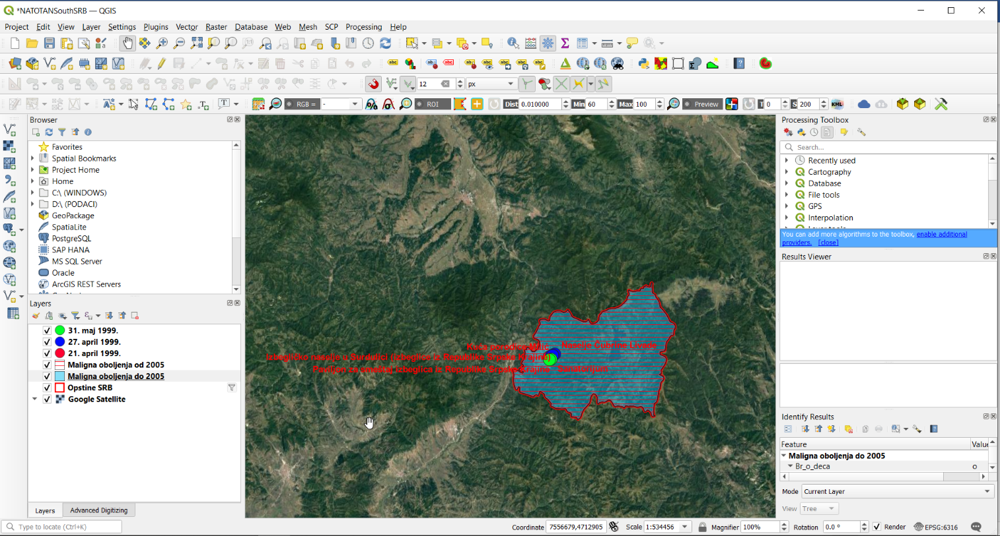 *NATOTANSouthSRB — QGIS
Project Edit View Layer Settings Plugins Vector Raster Database Web Mesh SCP Processing Help
12 px
RGB = - ROI Dist 0.010000 Min 60 Max 100 Preview T 0 S 200 KML
Browser
Favorites
Spatial Bookmarks
Project Home
Home
C:\ (WINDOWS)
D:\ (PODACI)
GeoPackage
SpatiaLite
PostgreSQL
SAP HANA
MS SQL Server
Oracle
ArcGIS REST Servers
Layers
31. maj 1999.
27. april 1999.
21. april 1999.
Maligna oboljenja od 2005
Maligna oboljenja do 2005
Opstine SRB
Google Satellite
Layers Advanced Digitizing
Kuća porodice Milić
Naselje Čubrine Livade
Izbegličko naselje u Surdulici (izbeglice iz Republike Srpske Krajine)
Paviljon za smeštaj izbeglica iz Republike Srpske Krajine
Sanatorijum
Processing Toolbox
Search...
Recently used
Cartography
Database
File tools
GPS
Interpolation
You can add more algorithms to the toolbox, enable additional
providers. [close]
Results Viewer
Identify Results
Feature Value
Maligna oboljenja do 2005
Br_o_deca 0
Mode Current Layer
View Tree
Type to locate (Ctrl+K)
Coordinate 7556679,4712905 Scale 1:534456 Magnifier 100% Rotation 0.0 ° Render EPSG:6316